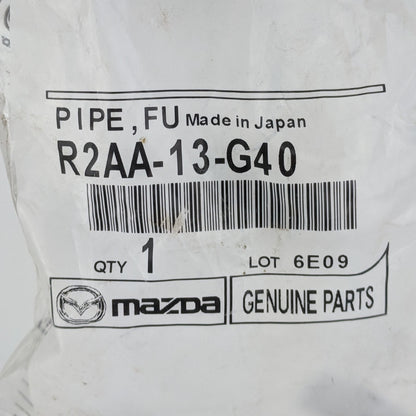 PIPE, FU Made in Japan
R2AA-13-G40
QTY 1 LOT 6E09
mazda GENUINE PARTS